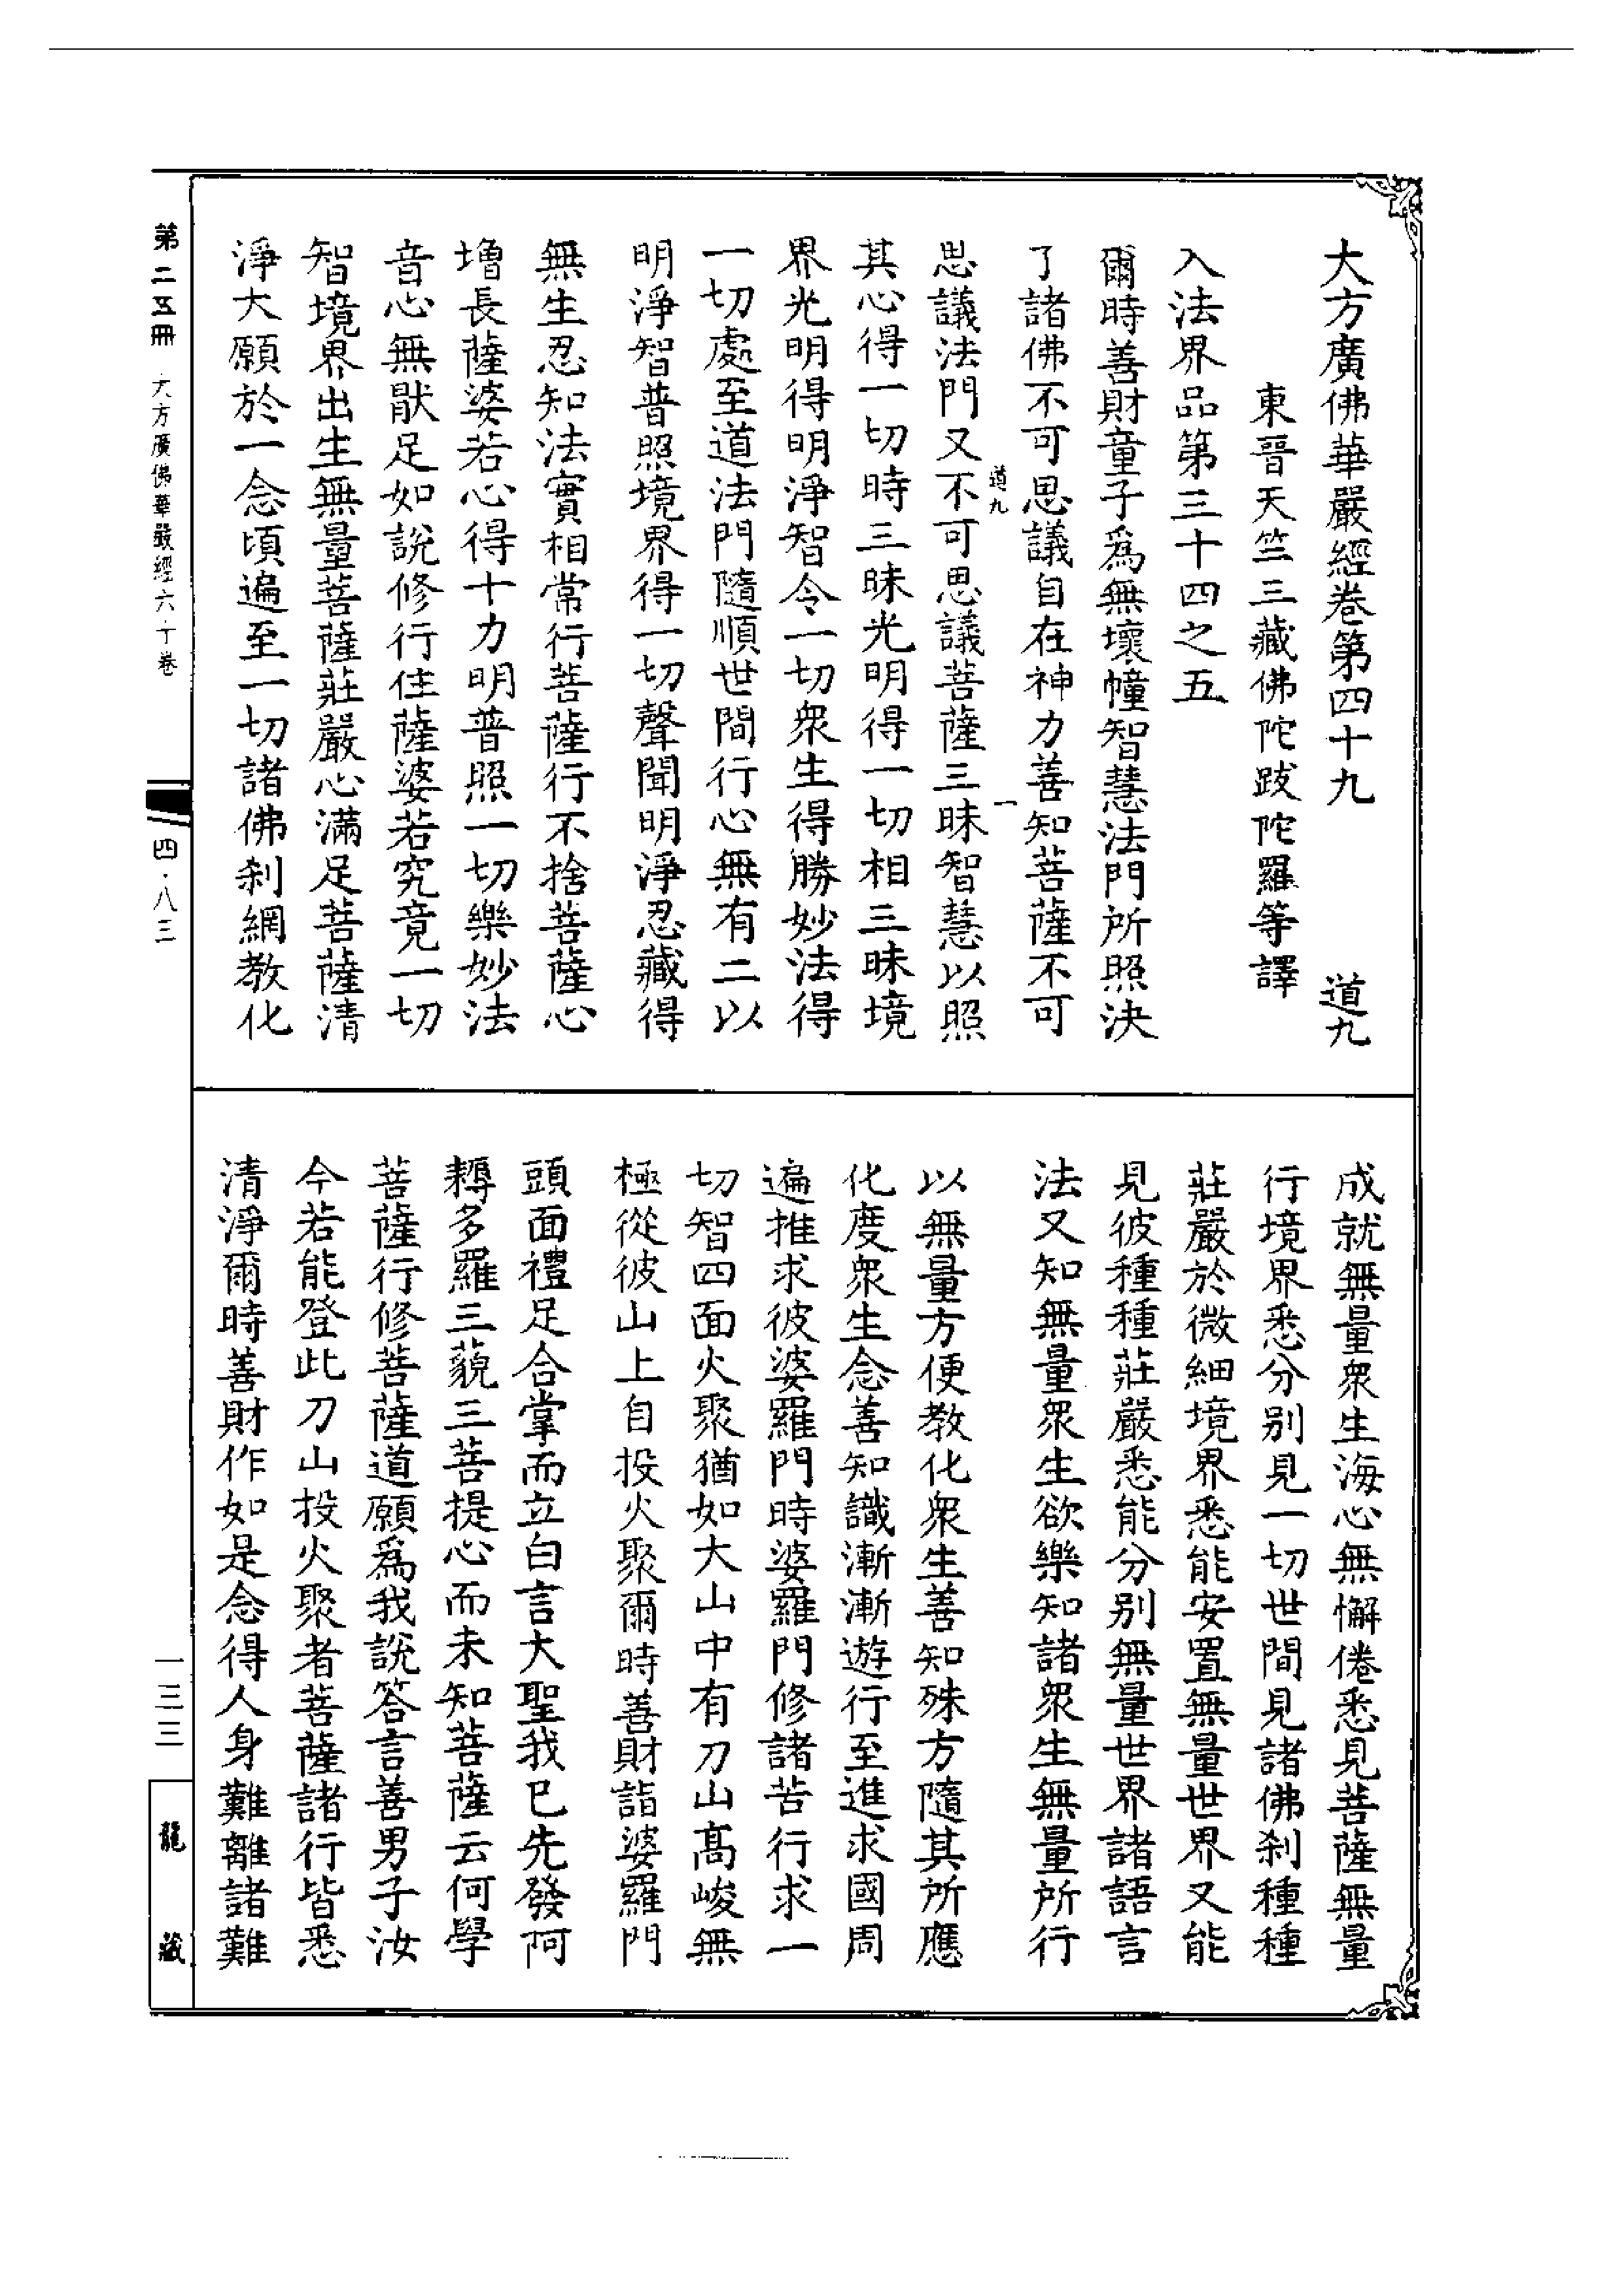 大方廣佛華嚴經卷第四十九　道九
東晉天竺三藏佛陀跋陀羅等譯
入法界品第三十四之五
爾時善財童子爲無壞幢智慧法門所照決
了諸佛不可思議自在神力善知菩薩不可
道九　一
思議法門又不可思議菩薩三昧智慧以照
其心得一切時三昧光明得一切相三昧境
界光明得明淨智令一切眾生得勝妙法得
一切處至道法門隨順世間行心無有二以
明淨智普照境界得一切聲聞明淨忍藏得
無生忍知法實相常行菩薩行不捨菩薩心
增長薩婆若心得十力明普照一切樂妙法
音心無猒足如說修行住薩婆若究竟一切
智境界出生無量菩薩莊嚴心滿足菩薩清
淨大願於一念頃遍至一切諸佛剎網教化
成就無量眾生海心無懈倦悉見菩薩無量
行境界悉分別見一切世間見諸佛剎種種
莊嚴於微細境界悉能安置無量世界又能
見彼種種莊嚴悉能分別無量世界諸語言
法又知無量眾生欲樂知諸眾生無量所行
以無量方便教化眾生善知殊方隨其所應
化度眾生念善知識漸漸遊行至進求國周
遍推求彼婆羅門時婆羅門修諸苦行求一
切智四面火聚猶如大山中有刀山高峻無
極從彼山上自投火聚爾時善財詣婆羅門
頭面禮足合掌而立白言大聖我已先發阿
耨多羅三藐三菩提心而未知菩薩云何學
菩薩行修菩薩道願爲我說答言善男子汝
今若能登此刀山投火聚者菩薩諸行皆悉
清淨爾時善財作如是念得人身難離諸難
第二五冊　大方廣佛華嚴經六十卷　四·八三
一三三
龍藏